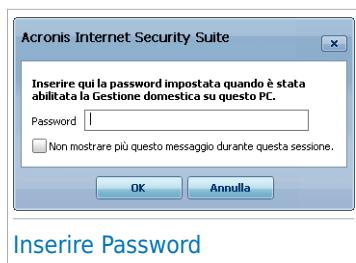 Acronis Internet Security Suite
Inserire qui la password impostata quando è stata
abilitata la Gestione domestica su questo PC.
Password
Non mostrare più questo messaggio durante questa sessione.
OK Annulla
Inserire Password